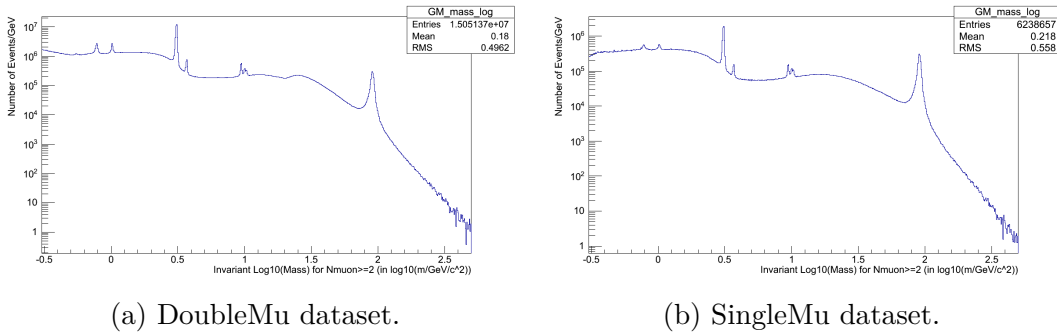 GM_mass_log
Entries 1.505137e+07
Mean 0.18
RMS 0.4962
Number of Events/GeV
10^7
10^6
10^5
10^4
10^3
10^2
10
1
-0.5 0 0.5 1 1.5 2 2.5
Invariant Log10(Mass) for Nmuon>=2 (in log10(m/GeV/c^2))
(a) DoubleMu dataset.
GM_mass_log
Entries 6238657
Mean 0.218
RMS 0.558
Number of Events/GeV
10^6
10^5
10^4
10^3
10^2
10
1
-0.5 0 0.5 1 1.5 2 2.5
Invariant Log10(Mass) for Nmuon>=2 (in log10(m/GeV/c^2))
(b) SingleMu dataset.